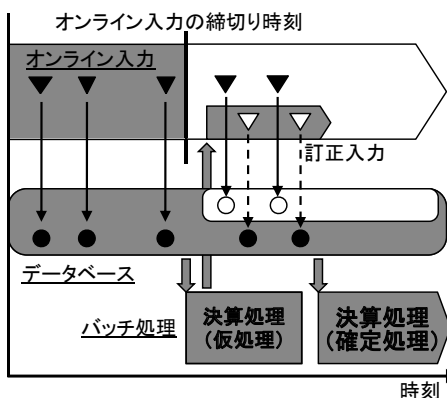 オンライン入力の締切り時刻
オンライン入力
訂正入力
データベース
バッチ処理
決算処理
(仮処理)
決算処理
(確定処理)
時刻